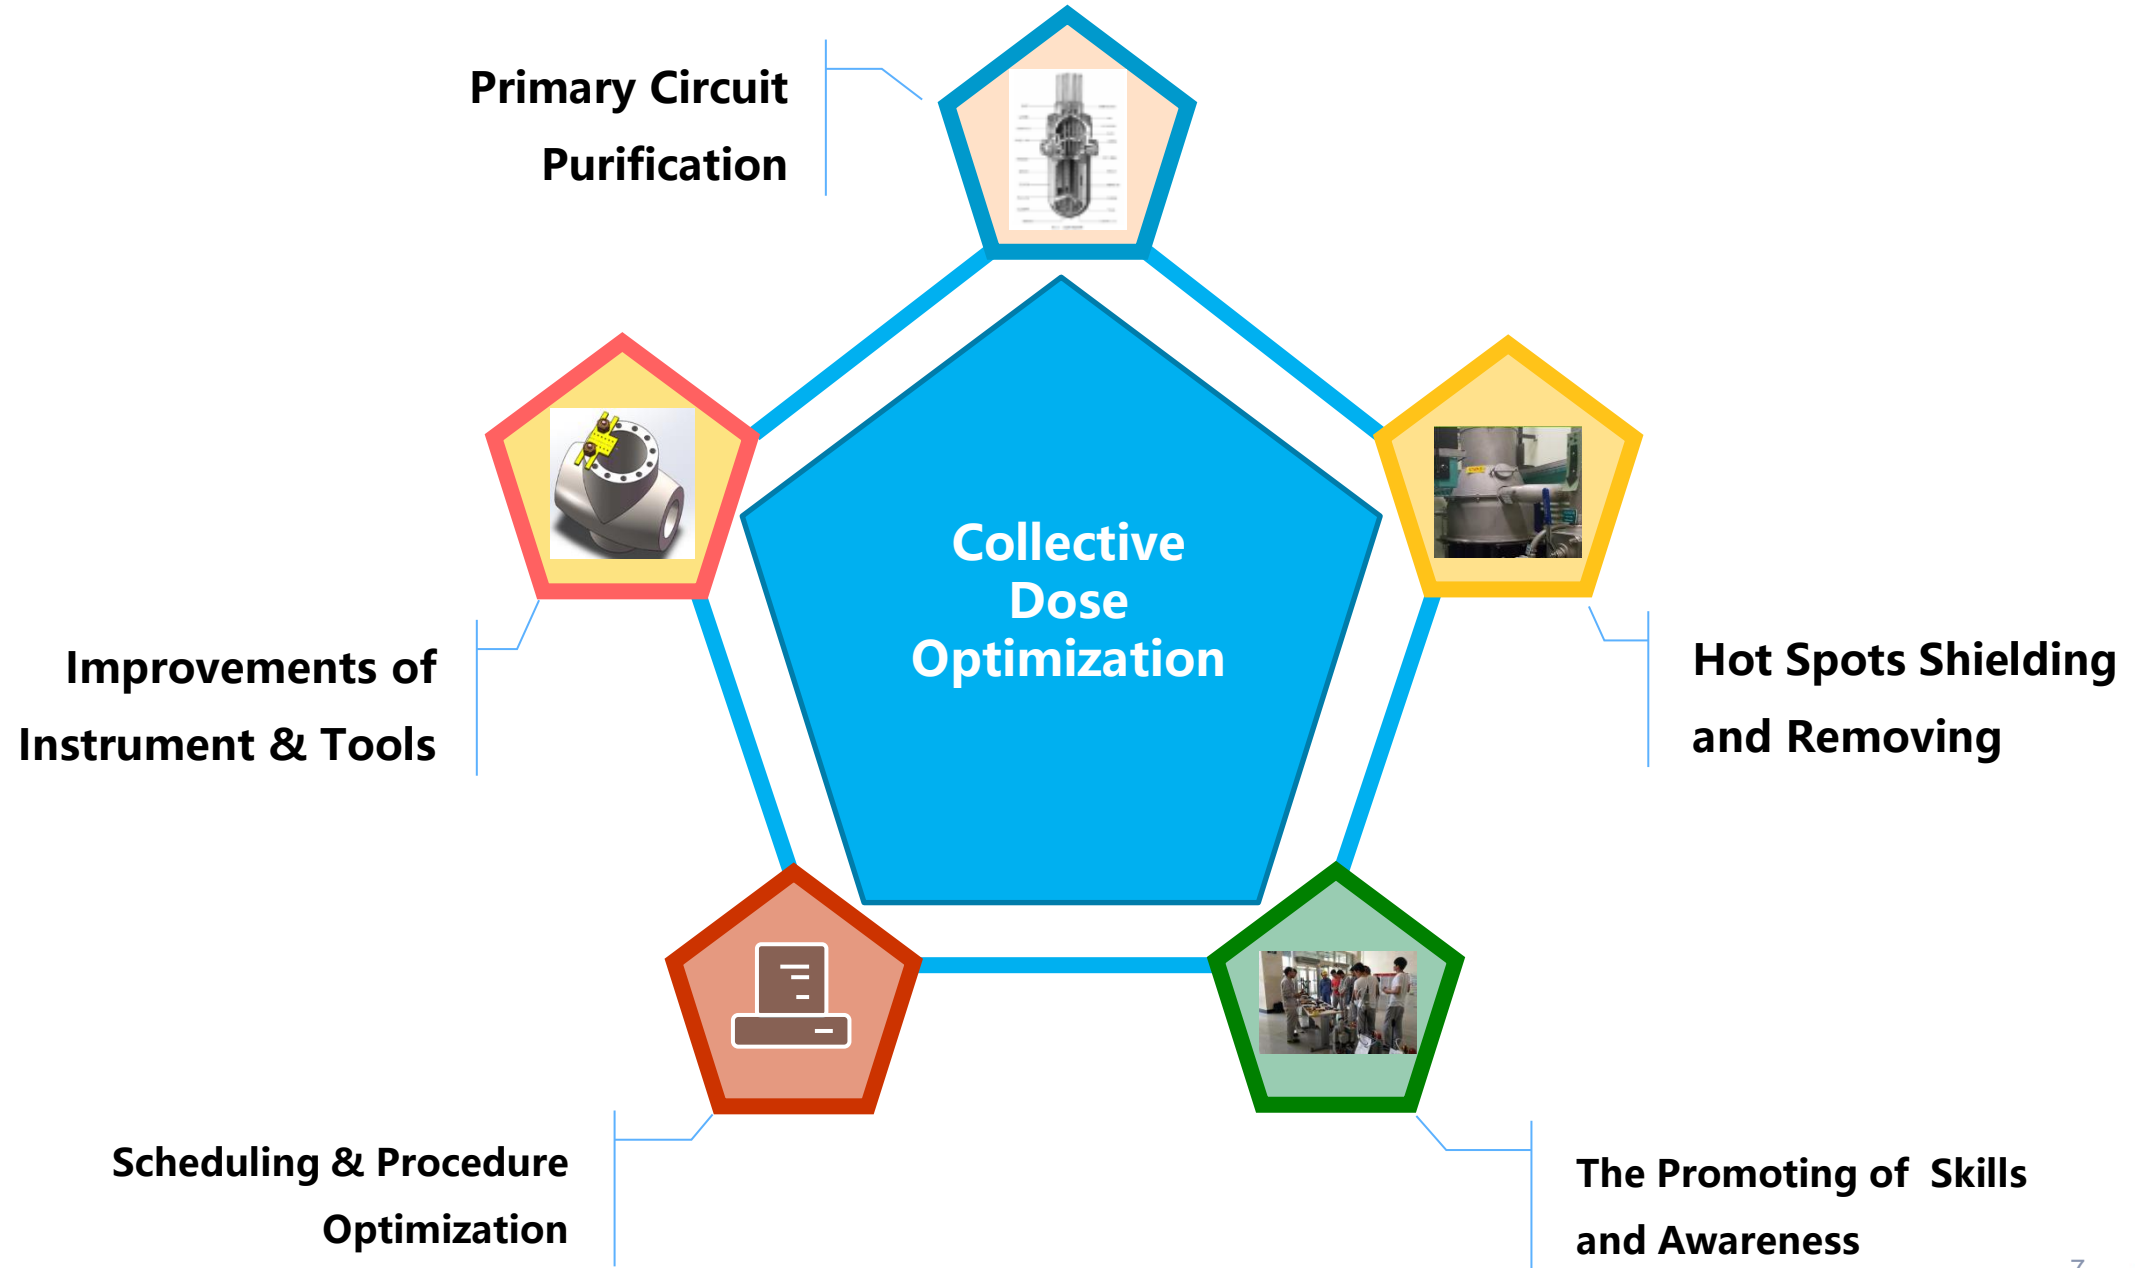 Primary Circuit
Purification
Collective
Dose
Optimization
Improvements of
Instrument & Tools
Hot Spots Shielding
and Removing
Scheduling & Procedure
Optimization
The Promoting of  Skills
and Awareness
7